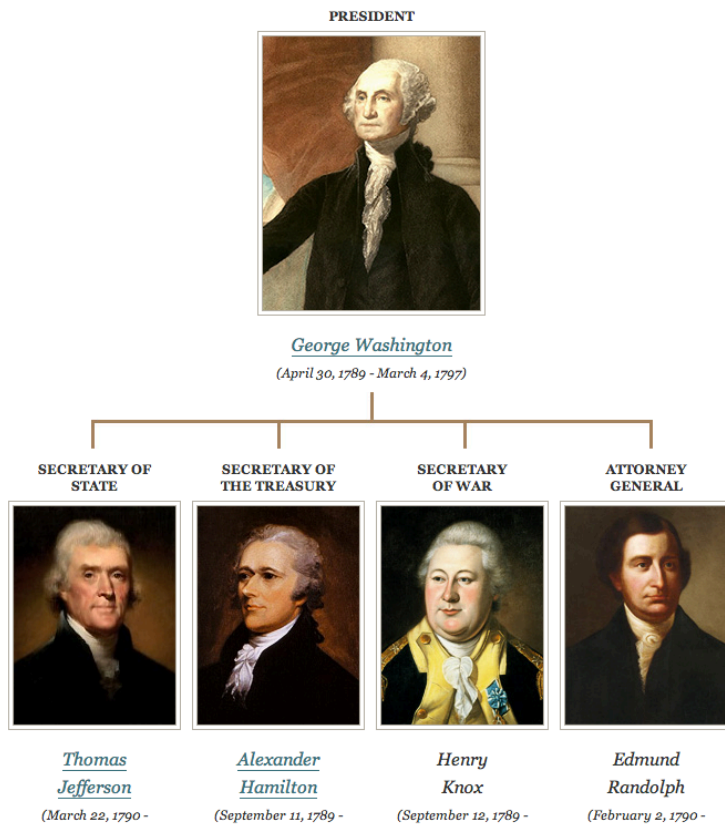 PRESIDENT
George Washington
(April 30, 1789 - March 4, 1797)
SECRETARY OF
STATE
SECRETARY OF
THE TREASURY
SECRETARY
OF WAR
ATTORNEY
GENERAL
Thomas
Jefferson
(March 22, 1790 -
Alexander
Hamilton
(September 11, 1789 -
Henry
Knox
(September 12, 1789 -
Edmund
Randolph
(February 2, 1790 -